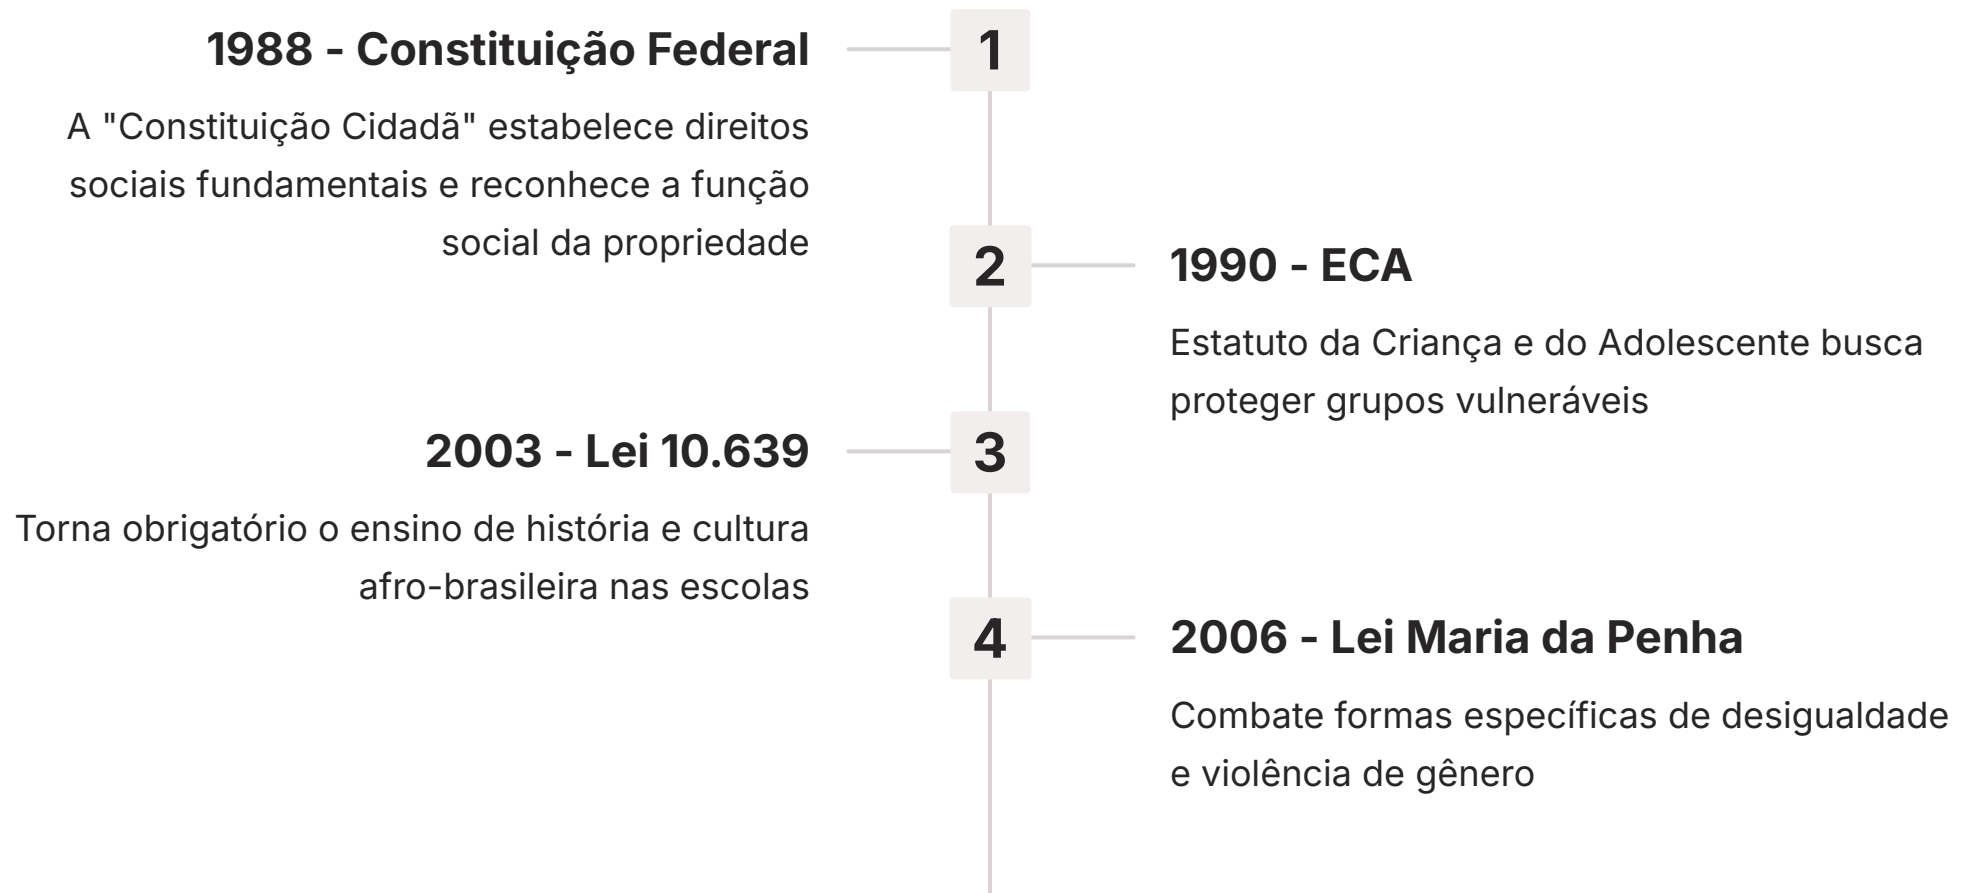 1988 - Constituição Federal
1
A "Constituição Cidadã" estabelece direitos
sociais fundamentais e reconhece a função
social da propriedade
2
1990 - ECA
Estatuto da Criança e do Adolescente busca
proteger grupos vulneráveis
2003 - Lei 10.639
3
Torna obrigatório o ensino de história e cultura
afro-brasileira nas escolas
4
2006 - Lei Maria da Penha
Combate formas específicas de desigualdade
e violência de gênero